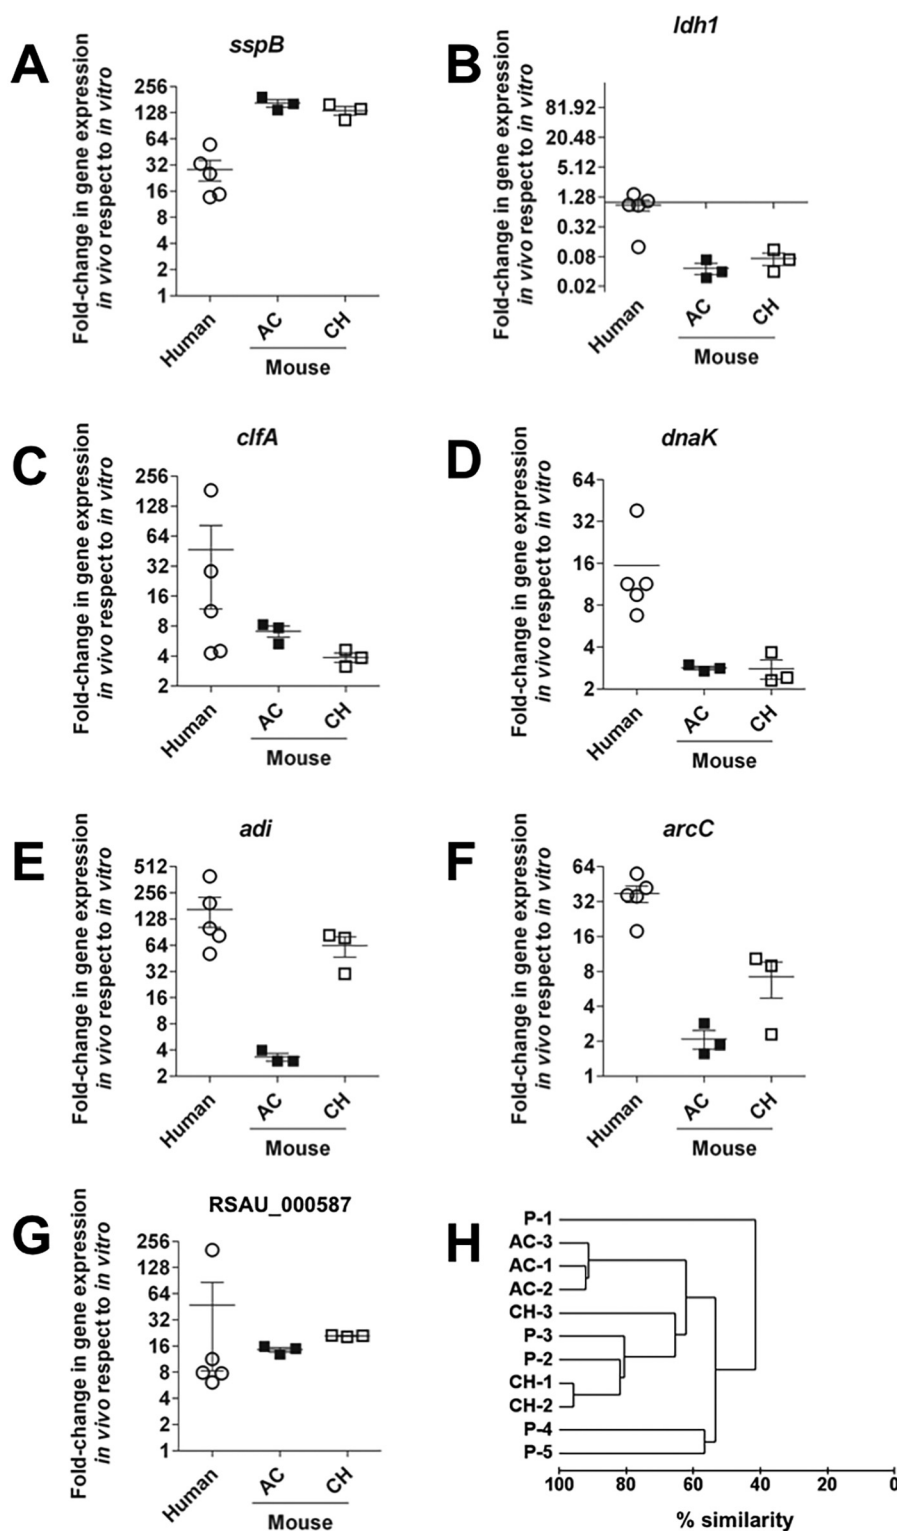 A
sspB
Fold-change in gene expression
in vivo respect to in vitro
256
128
64
32
16
8
4
2
1
Human
AC
CH
Mouse
B
ldh1
Fold-change in gene expression
in vivo respect to in vitro
81.92
20.48
5.12
1.28
0.32
0.08
0.02
Human
AC
CH
Mouse
C
clfA
Fold-change in gene expression
in vivo respect to in vitro
256
128
64
32
16
8
4
2
Human
AC
CH
Mouse
D
dnaK
Fold-change in gene expression
in vivo respect to in vitro
64
32
16
8
4
2
Human
AC
CH
Mouse
E
adi
Fold-change in gene expression
in vivo respect to in vitro
512
256
128
64
32
16
8
4
2
Human
AC
CH
Mouse
F
arcC
Fold-change in gene expression
in vivo respect to in vitro
64
32
16
8
4
2
1
Human
AC
CH
Mouse
G
RSAU_000587
Fold-change in gene expression
in vivo respect to in vitro
256
128
64
32
16
8
4
2
1
Human
AC
CH
Mouse
H
P-1
AC-3
AC-1
AC-2
CH-3
P-3
P-2
CH-1
CH-2
P-4
P-5
100 80 60 40 20 0
% similarity